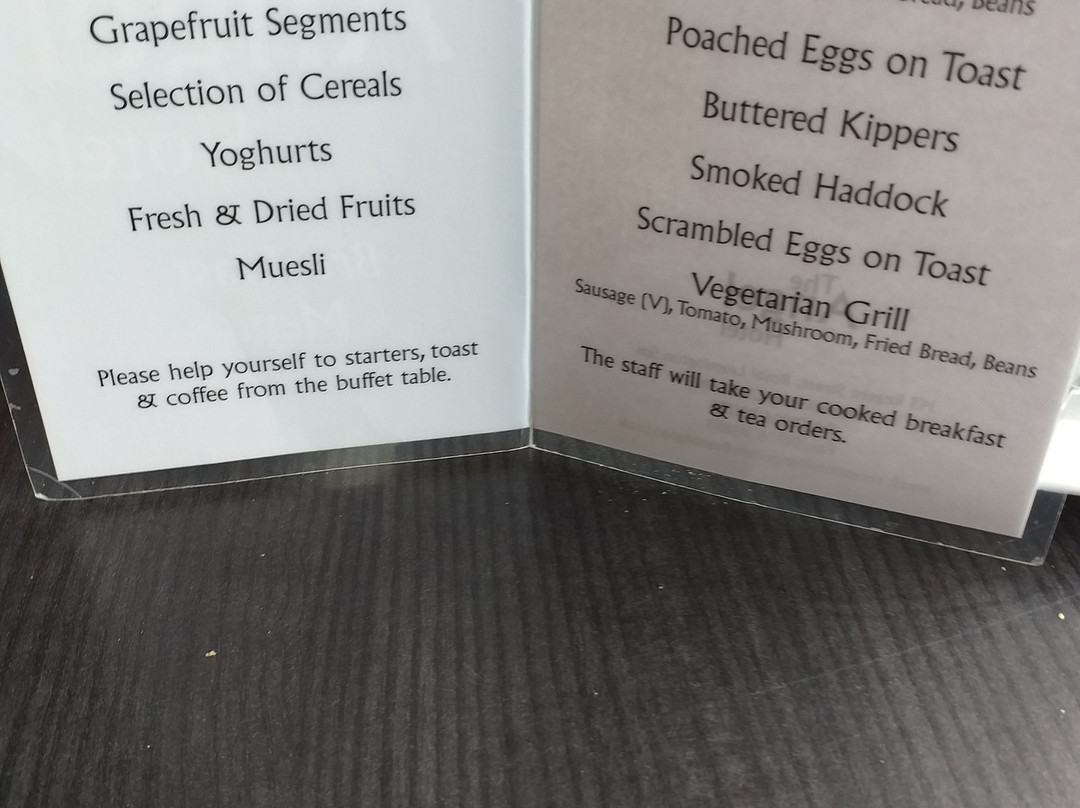 Grapefruit Segments
Selection of Cereals
Yoghurts
Fresh & Dried Fruits
Muesli
Please help yourself to starters, toast
& coffee from the buffet table.
Beans
Poached Eggs on Toast
Buttered Kippers
Smoked Haddock
Scrambled Eggs on Toast
Vegetarian Grill
Sausage (V), Tomato, Mushroom, Fried Bread, Beans
The staff will take your cooked breakfast
& tea orders.